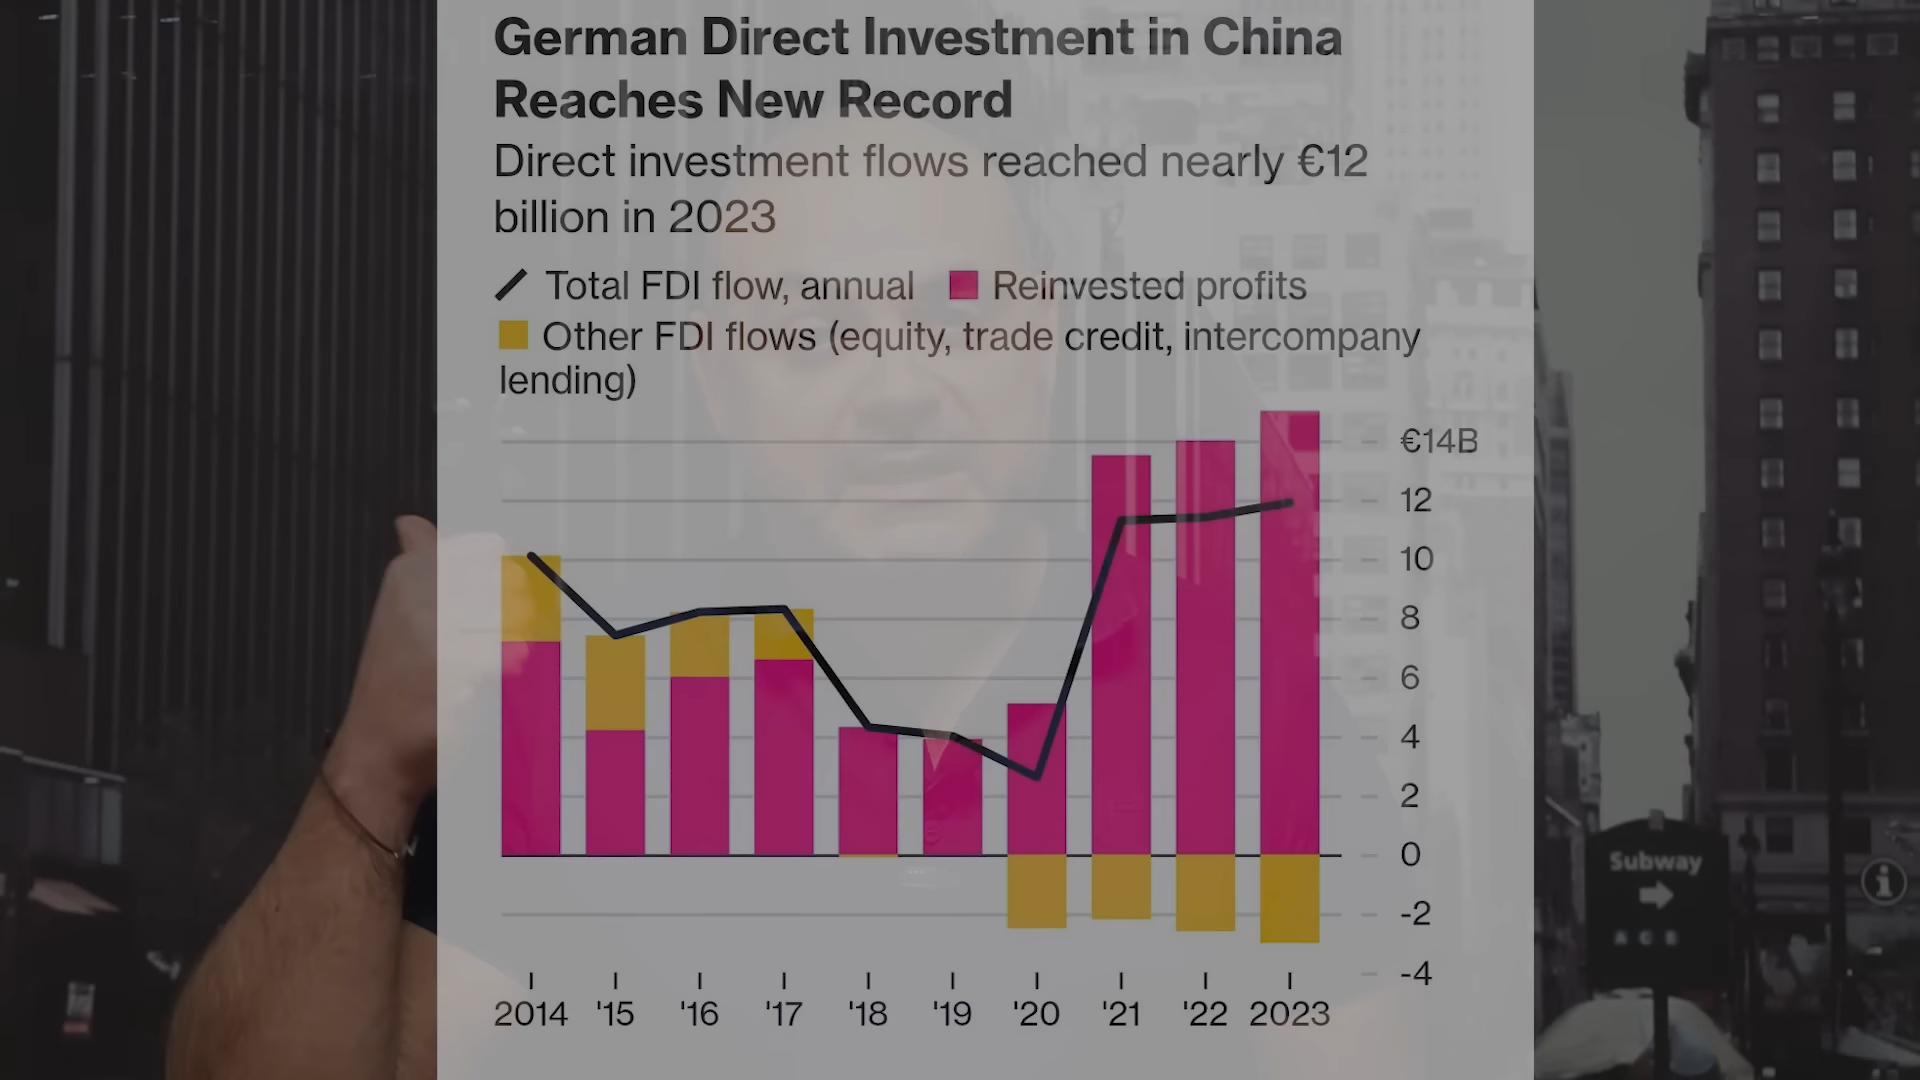 German Direct Investment in China
Reaches New Record
Direct investment flows reached nearly €12
billion in 2023
Total FDI flow, annual Reinvested profits
Other FDI flows (equity, trade credit, intercompany
lending)
€14B
12
10
8
6
4
2
0
-2
-4
2014 '15 '16 '17 '18 '19 '20 '21 '22 2023
Subway
A C E
i